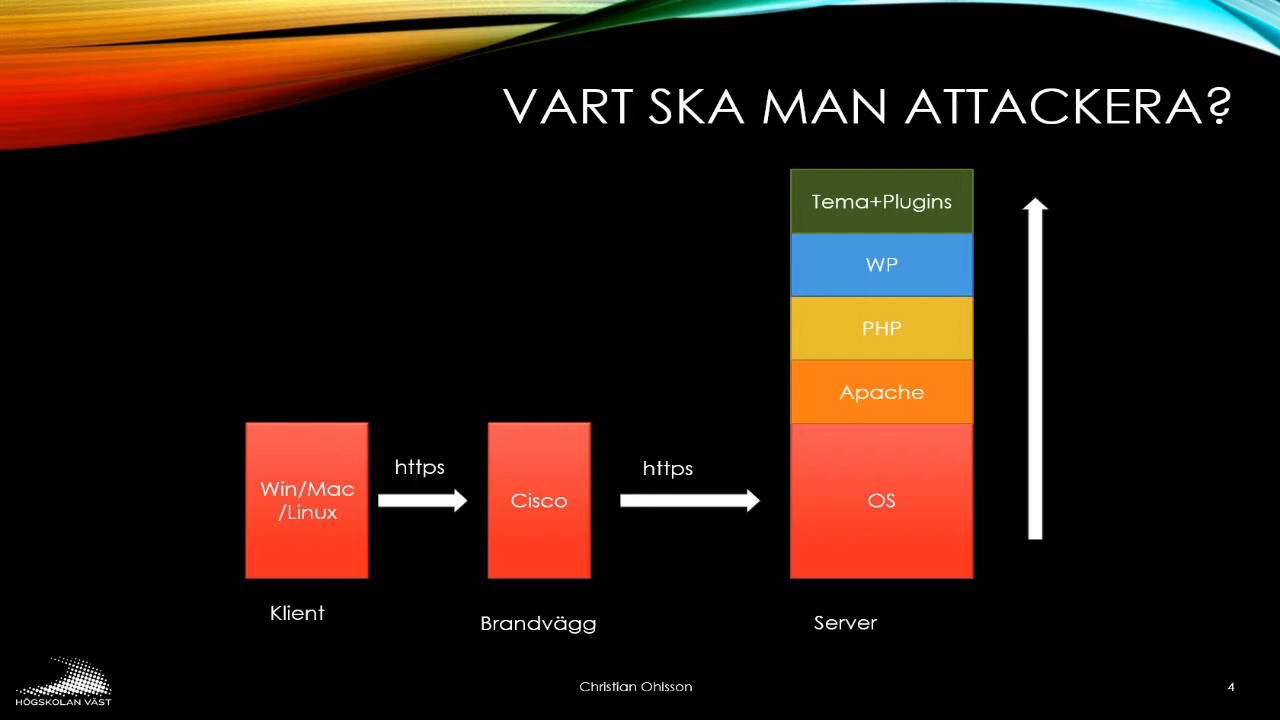 VART SKA MAN ATTACKERA?
Tema+Plugins
WP
PHP
Apache
OS
Win/Mac
/Linux
https
Cisco
https
Klient
Brandvägg
Server
HÖGSKOLAN VÄST
Christian Ohlsson
4